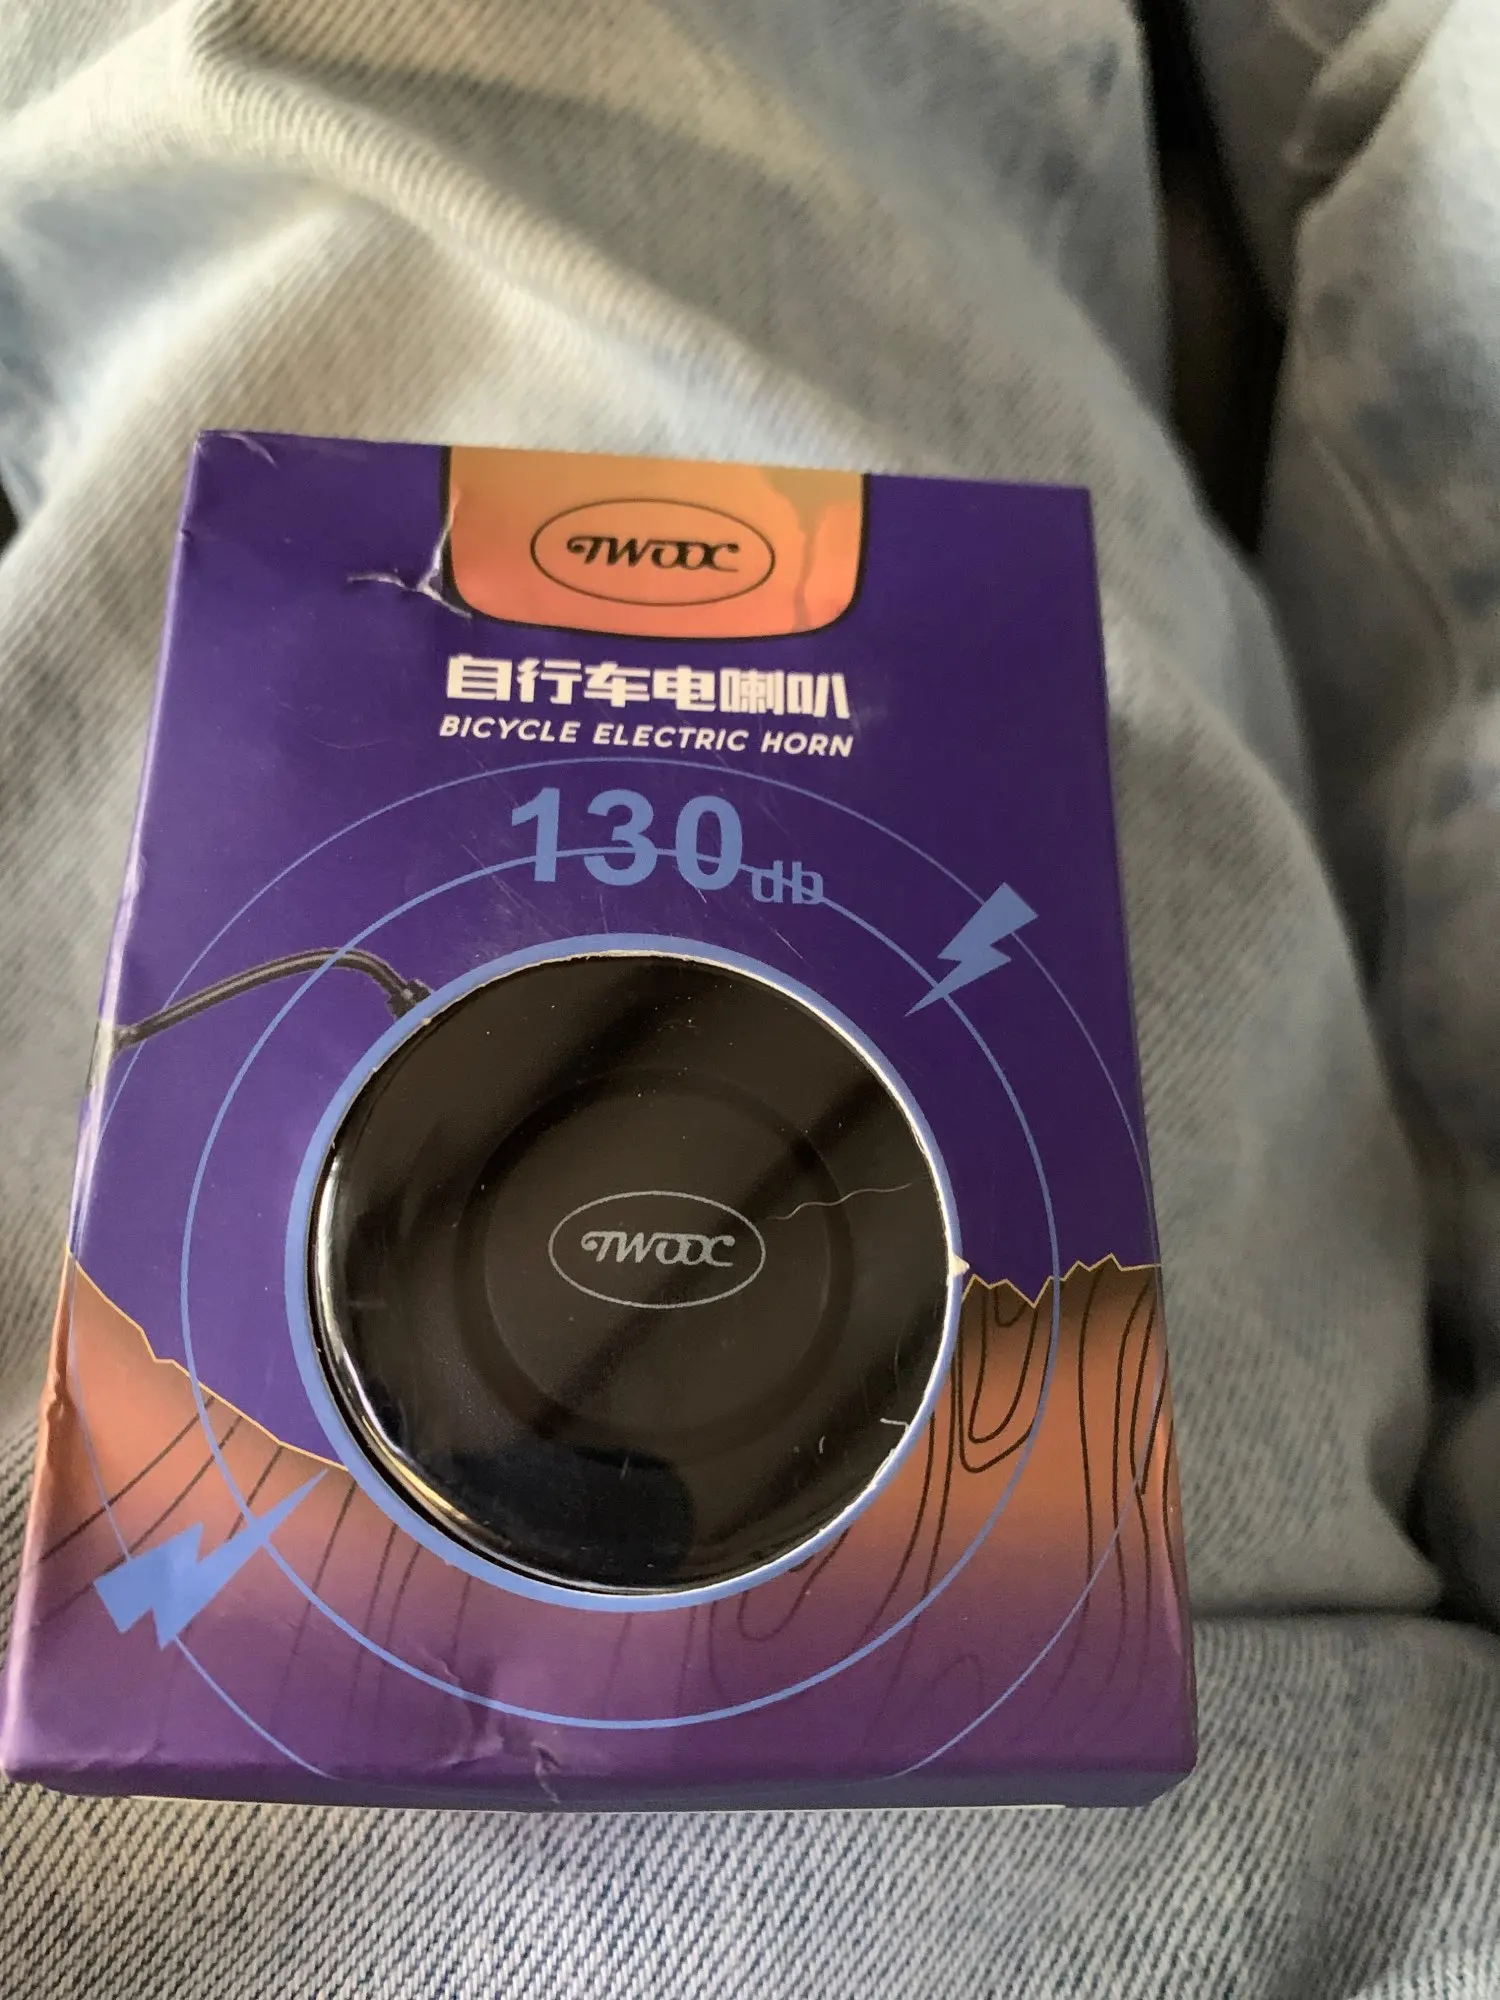 TWOOC
自行车电喇叭
BICYCLE ELECTRIC HORN
130db
TWOOC